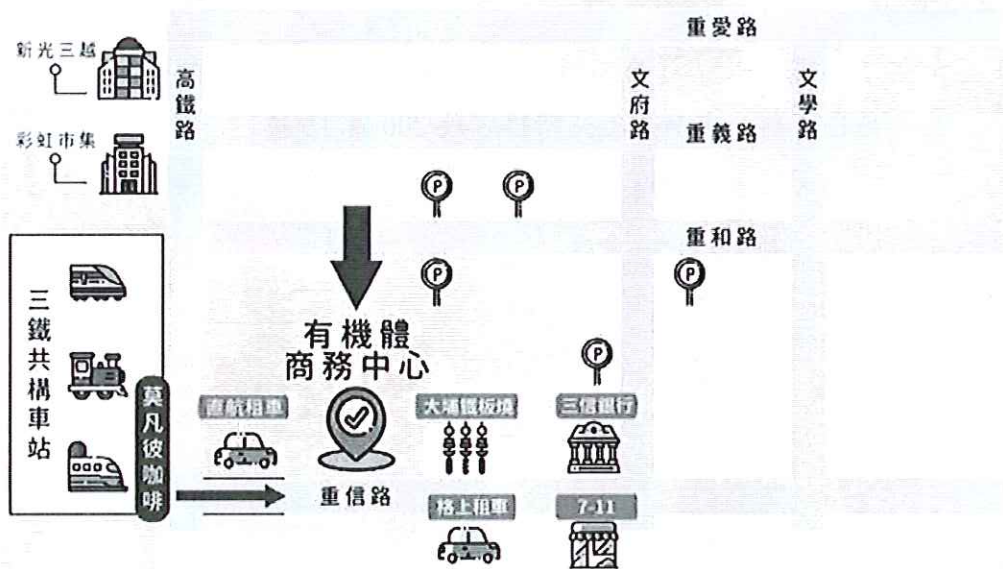 重愛路
新光三越
高鐵路
文府路
文學路
彩虹市集
重義路
P
P
重和路
P
P
三鐵共構車站
有機體
商務中心
P
莫凡彼咖啡
直航租車
大埔鐵板燒
三信銀行
重信路
格上租車
7-11